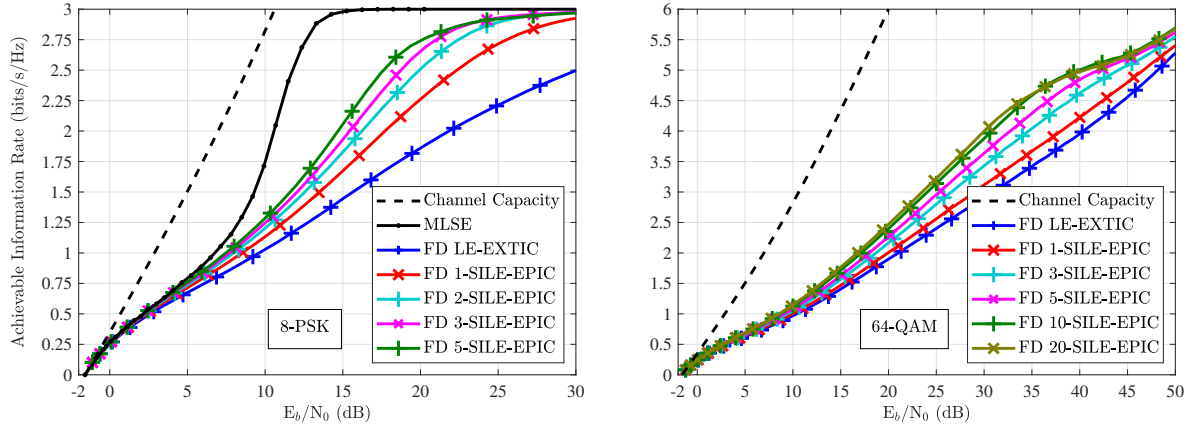 Achievable Information Rate (bits/s/Hz)
3
2.75
2.5
2.25
2
1.75
1.5
1.25
1
0.75
0.5
0.25
0
-2 0 5 10 15 20 25 30
E_b/N_0 (dB)
8-PSK
Channel Capacity
MLSE
FD LE-EXTIC
FD 1-SILE-EPIC
FD 2-SILE-EPIC
FD 3-SILE-EPIC
FD 5-SILE-EPIC
6
5.5
5
4.5
4
3.5
3
2.5
2
1.5
1
0.5
0
-2 0 5 10 15 20 25 30 35 40 45 50
E_b/N_0 (dB)
64-QAM
Channel Capacity
FD LE-EXTIC
FD 1-SILE-EPIC
FD 3-SILE-EPIC
FD 5-SILE-EPIC
FD 10-SILE-EPIC
FD 20-SILE-EPIC